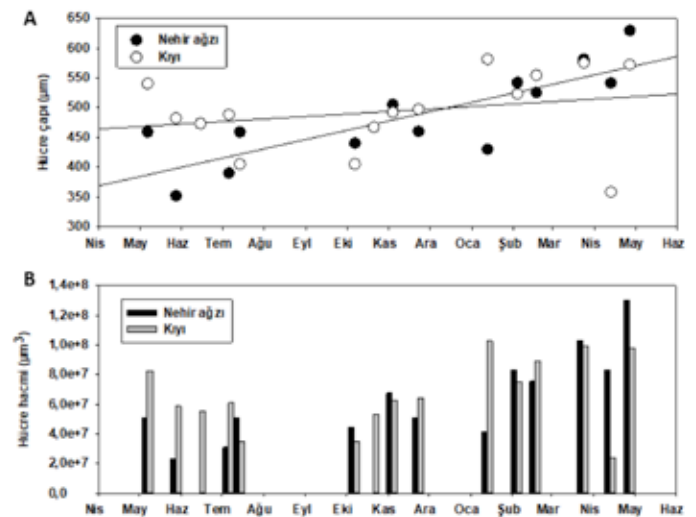 A
650
600
550
500
450
400
350
300
Hücre çapı (µm)
Nehir ağzı
Kıyı
Nis May Haz Tem Ağu Eyl Eki Kas Ara Oca Şub Mar Nis May Haz
B
1,4e+8
1,2e+8
1,0e+8
8,0e+7
6,0e+7
4,0e+7
2,0e+7
0,0
Hücre hacmi (µm³)
Nehir ağzı
Kıyı
Nis May Haz Tem Ağu Eyl Eki Kas Ara Oca Şub Mar Nis May Haz